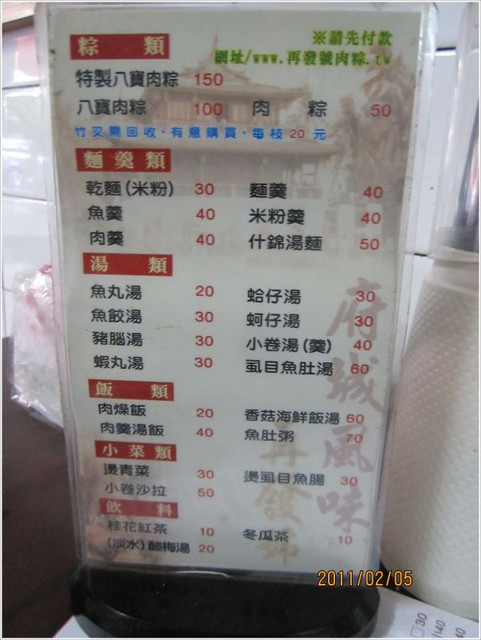 ※請先付款
粽 類
網址/www.再發號肉粽.tw
特製八寶肉粽 150
八寶肉粽 100 肉 粽 50
竹叉需回收,有意購買,每枝20元
麵羹類
乾麵(米粉) 30 麵羹 40
魚羹 40 米粉羹 40
肉羹 40 什錦湯麵 50
湯 類
魚丸湯 20 蛤仔湯 30
魚餃湯 30 蚵仔湯 30
豬腦湯 30 小卷湯(羹) 40
蝦丸湯 30 虱目魚肚湯 60
飯 類
肉燥飯 20 香菇海鮮飯湯 60
肉羹湯飯 40 魚肚粥 70
小菜類
燙青菜 30 燙虱目魚腸 30
小卷沙拉 50
飲 料
桂花紅茶 10 冬瓜茶 10
(淡水)酸梅湯 20
府城風味
再發號
2011/02/05
30
40
40